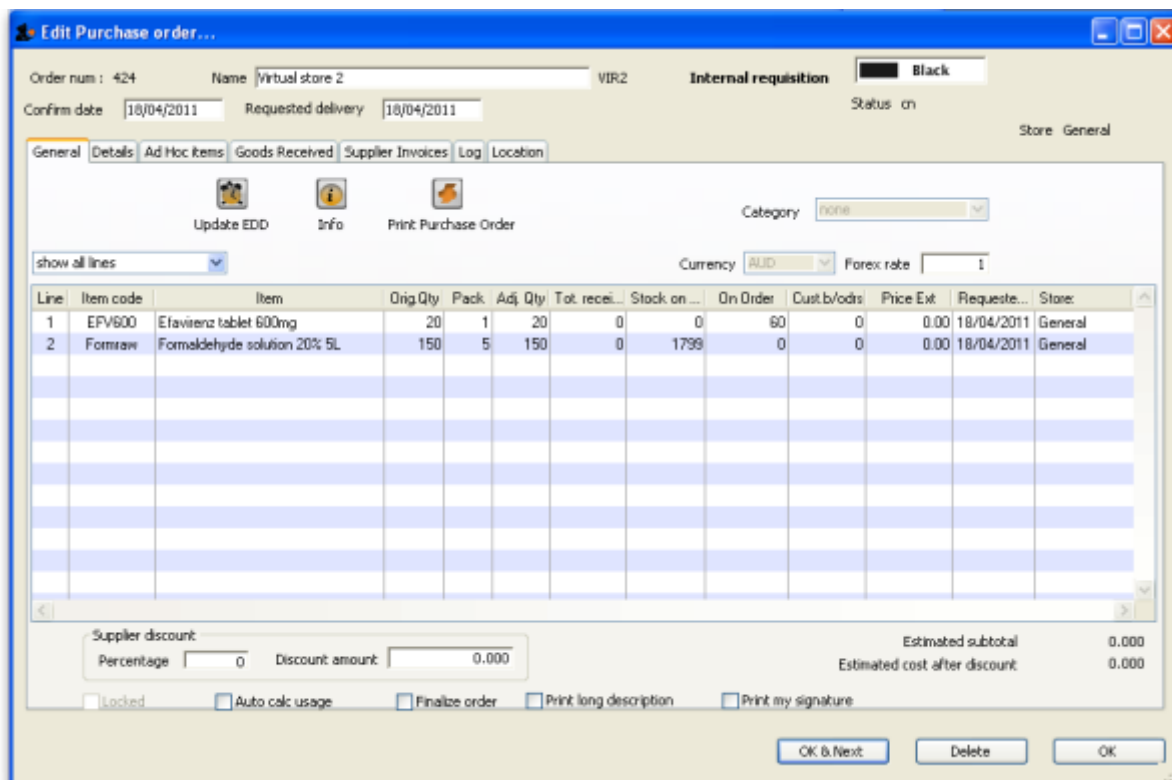 Edit Purchase order...
Order num : 424 Name Virtual store 2 VIR2 Internal requisition Black
Confirm date 18/04/2011 Requested delivery 18/04/2011 Status cn
Store General
General Details Ad Hoc items Goods Received Supplier Invoices Log Location
Update EDD Info Print Purchase Order Category none
show all lines Currency AUD Forex rate 1
Line Item code Item Orig.Qty Pack Adj. Qty Tot. recei... Stock on ... On Order Cust.b/odrs Price Ext Requeste... Store:
1 EFV600 Efavirenz tablet 600mg 20 1 20 0 0 60 0 0.00 18/04/2011 General
2 Formraw Formaldehyde solution 20% 5L 150 5 150 0 1799 0 0 0.00 18/04/2011 General
Supplier discount Estimated subtotal 0.000
Percentage 0 Discount amount 0.000 Estimated cost after discount 0.000
Locked Auto calc usage Finalize order Print long description Print my signature
OK & Next Delete OK